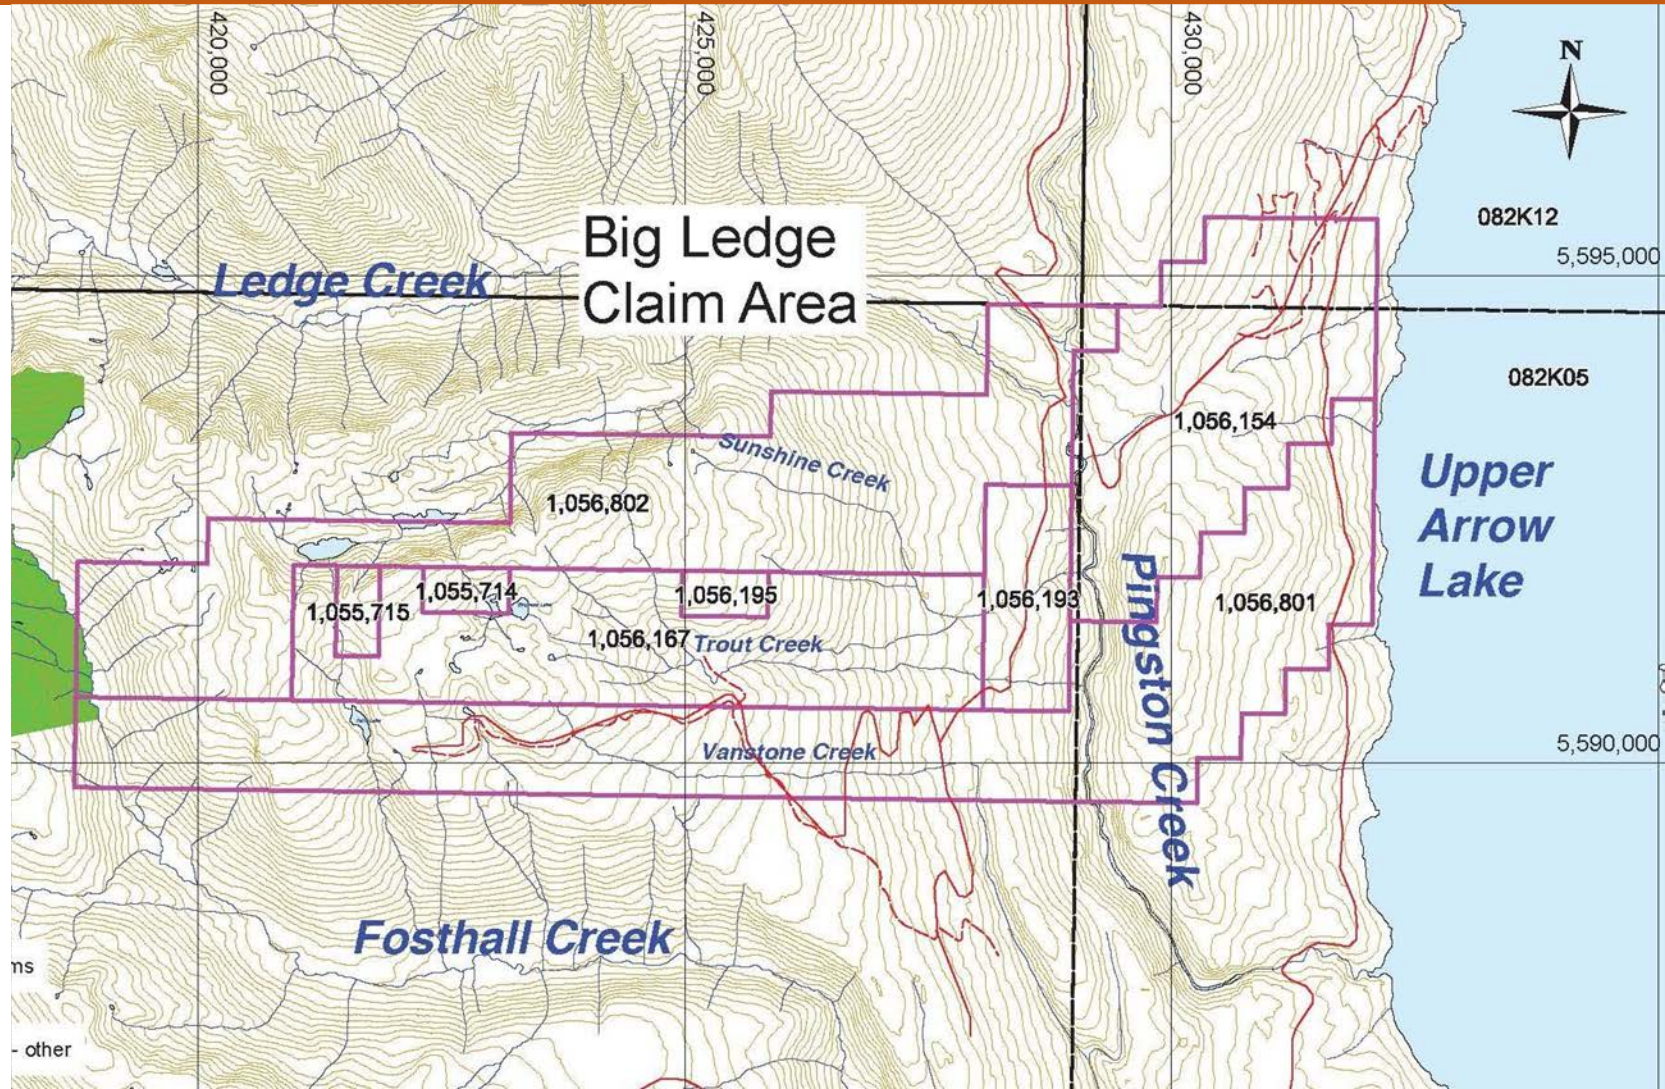 420,000
425,000
430,000
N
082K12
Big Ledge
Claim Area
5,595,000
Ledge Creek
082K05
1,056,154
Sunshine Creek
Upper
Arrow
Lake
1,056,802
1,055,714
1,056,195
1,056,193
1,056,801
1,055,715
1,056,167
Trout Creek
Pingston Creek
Vanstone Creek
5,590,000
Fosthall Creek
ms
- other